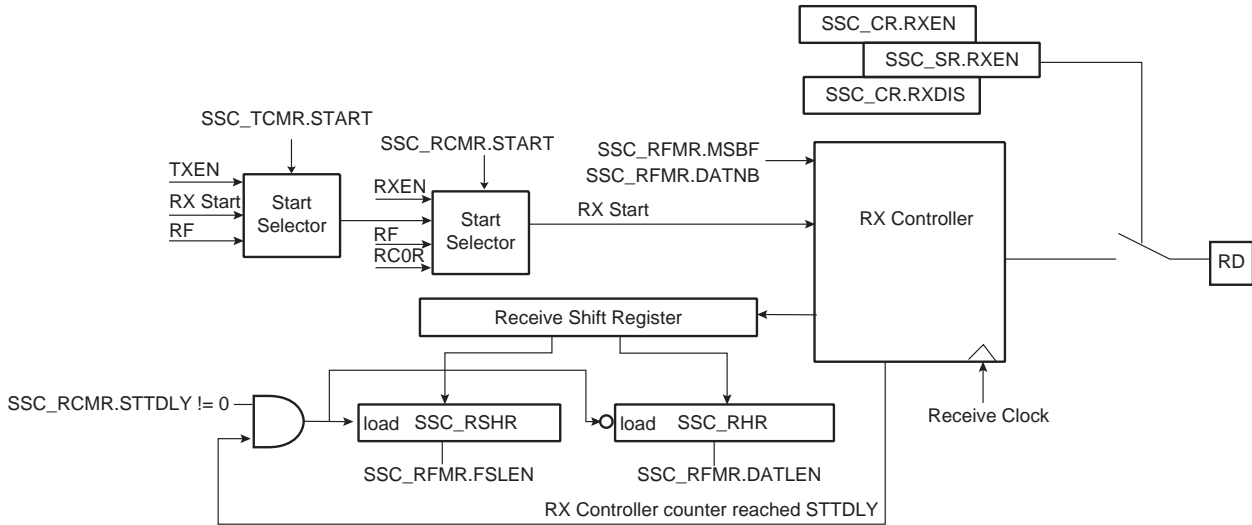 SSC_CR.RXEN
SSC_SR.RXEN
SSC_CR.RXDIS
SSC_TCMR.START
SSC_RCMR.START
SSC_RFMR.MSBF
SSC_RFMR.DATNB
TXEN
RX Start
RF
Start
Selector
RXEN
RF
RC0R
Start
Selector
RX Start
RX Controller
RD
Receive Shift Register
SSC_RCMR.STTDLY != 0
load SSC_RSHR
load SSC_RHR
Receive Clock
SSC_RFMR.FSLEN
SSC_RFMR.DATLEN
RX Controller counter reached STTDLY